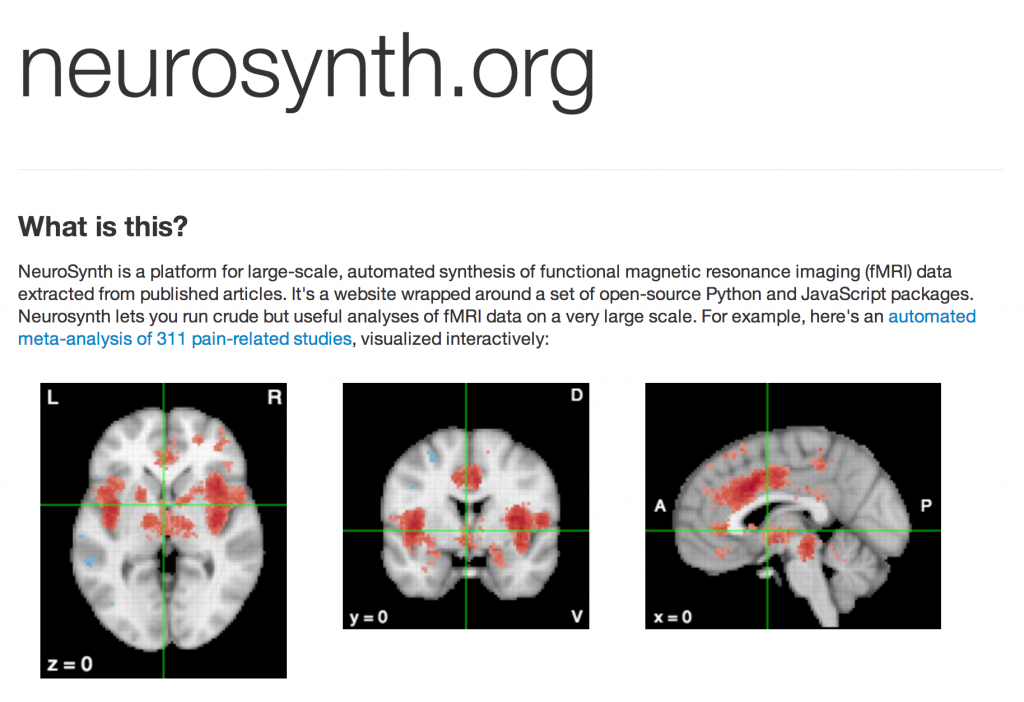 neurosynth.org
What is this?
NeuroSynth is a platform for large-scale, automated synthesis of functional magnetic resonance imaging (fMRI) data
extracted from published articles. It's a website wrapped around a set of open-source Python and JavaScript packages.
Neurosynth lets you run crude but useful analyses of fMRI data on a very large scale. For example, here's an automated
meta-analysis of 311 pain-related studies, visualized interactively:
L R
z = 0
D
y = 0 V
A P
x = 0